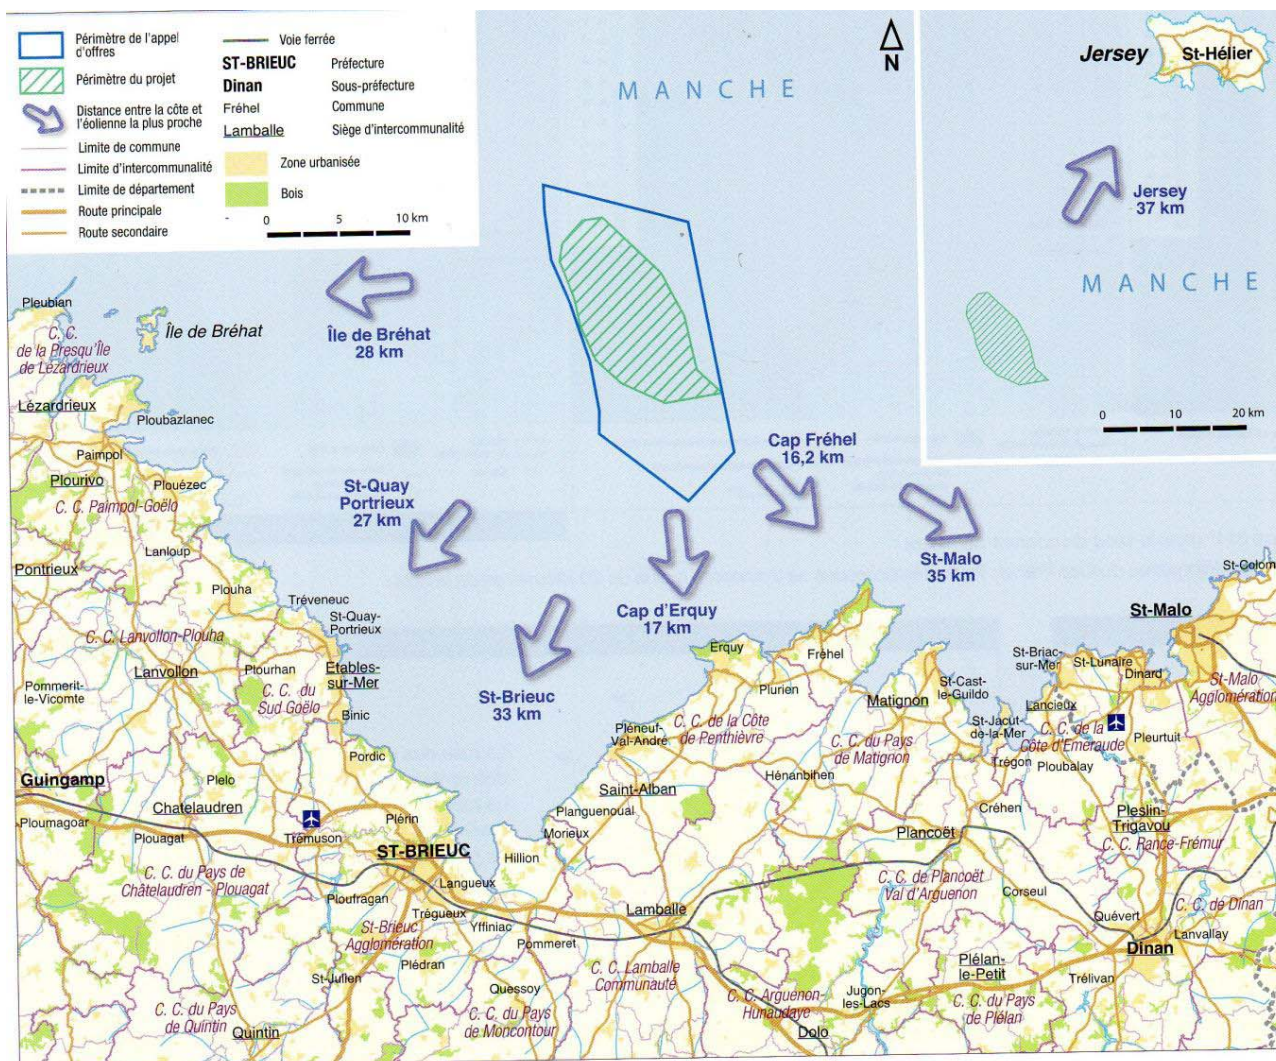 Périmètre de l'appel
d'offres
Périmètre du projet
Distance entre la côte et
l'éolienne la plus proche
Limite de commune
Limite d'intercommunalité
Limite de département
Route principale
Route secondaire
Voie ferrée
ST-BRIEUC Préfecture
Dinan Sous-préfecture
Fréhel Commune
Lamballe Siège d'intercommunalité
Zone urbanisée
Bois
0 5 10 km
N
MANCHE
Jersey
St-Hélier
Jersey
37 km
MANCHE
0 10 20 km
Île de Bréhat
28 km
Pleubian
Île de Bréhat
C. C.
de la Presqu'Île
de Lézardrieux
Lézardrieux
Ploubazlanec
Paimpol
Plourivo
Plouézec
C. C. Paimpol-Goëlo
Lanloup
Pontrieux
Plouha
Tréveneuc
St-Quay-
Portrieux
C. C. Lanvollon-Plouha
Lanvollon
Plourhan
Etables-
sur-Mer
Pommerit-
le-Vicomte
C. C. du
Sud Goëlo
Binic
Pordic
St-Quay
Portrieux
27 km
Cap Fréhel
16,2 km
St-Malo
35 km
Cap d'Erquy
17 km
St-Brieuc
33 km
St-Colom
St-Malo
Erquy
Fréhel
Plurien
St-Briac-
sur-Mer
St-Lunaire
Dinard
St-Malo
Agglomération
Matignon
St-Cast-
le-Guildo
Lancieux
St-Jacut-
de-la-Mer
C. C. de la
Côte d'Emeraude
Pleurtuit
Pléneuf-
Val-André
C. C. de la Côte
de Penthièvre
C. C. du Pays
de Matignon
Trégon
Ploubalay
Hénanbihen
Saint-Alban
Guingamp
Plelo
Chatelaudren
Ploumagoar
Plouagat
Trémuson
Plérin
ST-BRIEUC
Planguenoual
Morieux
Hillion
Créhen
Plancoët
Pleslin-
Trigavou
C. C. Rance-Frémur
C. C. du Pays de
Châtelaudren - Plouagat
Ploufragan
Langueux
Trégueux
Yffiniac
St-Brieuc
Agglomération
Plédran
Pommeret
Lamballe
C. C. de Plancoët
Val d'Arguenon
Corseul
Quévert
C. C. de Dinan
Lanvallay
Dinan
St-Julien
Quessoy
C. C. Lamballe
Communauté
Plélan-
le-Petit
Trélivan
C. C. du Pays
de Quintin
Quintin
C. C. du Pays
de Moncontour
C. C. Arguenon-
Hunaudaye
Jugon-
les-Lacs
Dolo
C. C. du Pays
de Plélan